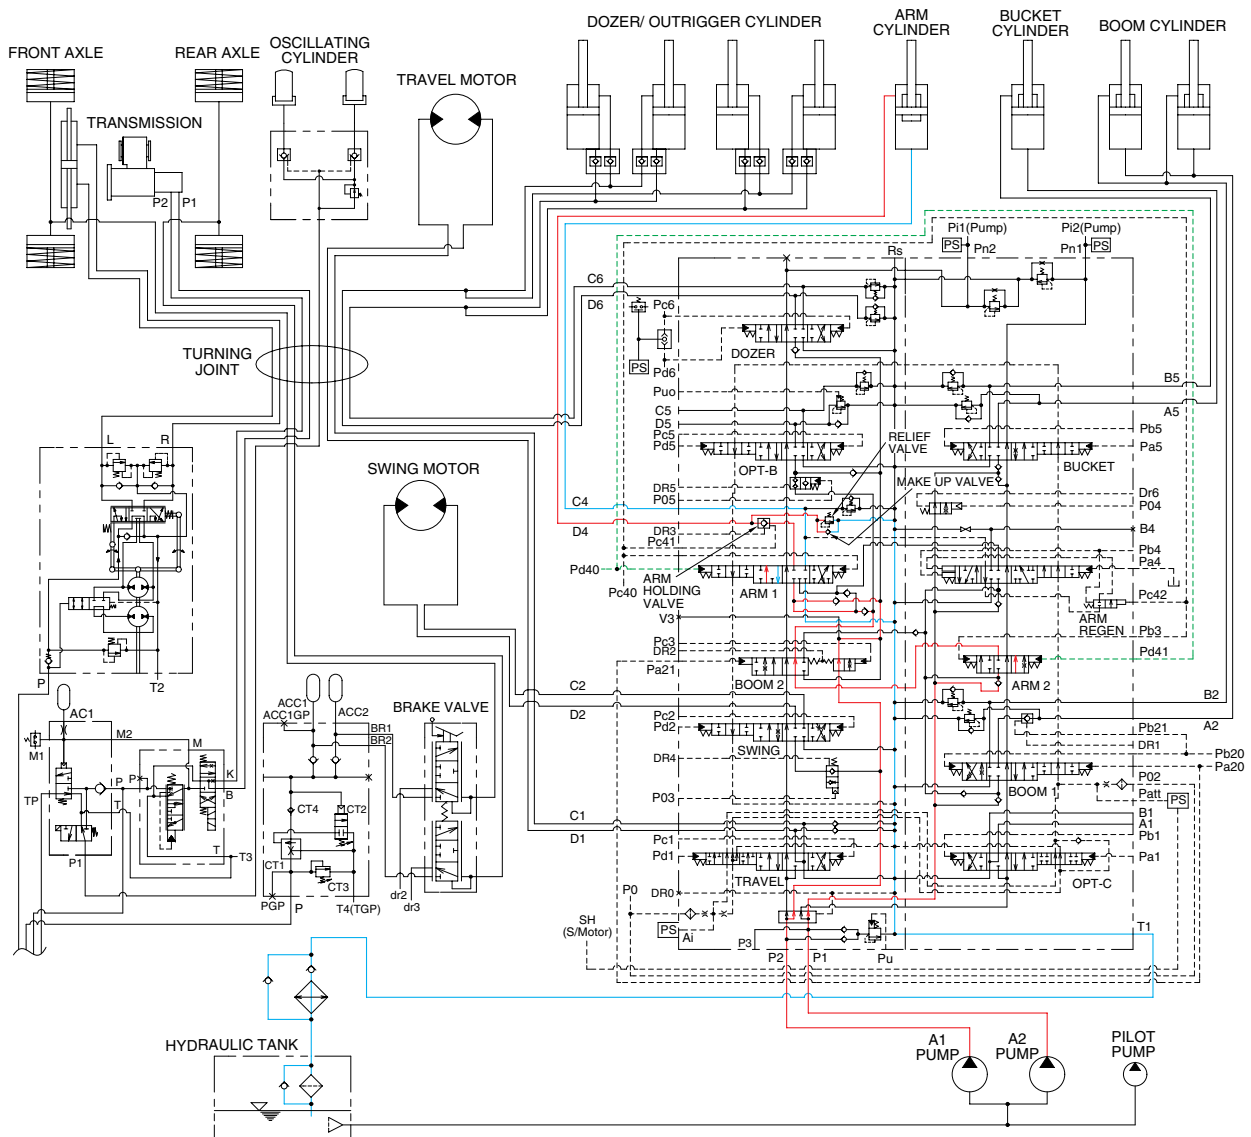 DOZER/ OUTRIGGER CYLINDER
ARM
CYLINDER
BUCKET
CYLINDER
BOOM CYLINDER
FRONT AXLE
REAR AXLE
OSCILLATING
CYLINDER
TRAVEL MOTOR
TRANSMISSION
P2 P1
TURNING
JOINT
Pi1(Pump)
Pi2(Pump)
PS
Pn2
Pn1
PS
Rs
C6
D6
Pc6
DOZER
PS
Pd6
Puo
C5
D5
Pc5
Pd5
OPT-B
B5
A5
Pb5
Pa5
BUCKET
RELIEF
VALVE
MAKE UP VALVE
L
R
SWING MOTOR
DR5
P05
Dr6
P04
C4
D4
DR3
Pc41
B4
Pb4
Pa4
Pd40
Pc40
ARM
HOLDING
VALVE
ARM 1
Pc42
ARM
REGEN
V3
Pc3
DR2
Pa21
BOOM 2
Pb3
Pd41
ARM 2
P
T2
AC1
M1
M2
M
P
P
K
B
TP
T
T
T3
P1
ACC1
ACC1GP
ACC2
BR1
BR2
BRAKE VALVE
CT4
CT2
CT1
CT3
PGP
P
T4(TGP)
dr2
dr3
C2
D2
Pc2
Pd2
SWING
DR4
P03
B2
A2
Pb21
DR1
Pb20
Pa20
BOOM 1
P02
Patt
PS
C1
D1
Pc1
Pd1
TRAVEL
B1
A1
Pb1
Pa1
OPT-C
P0
DR0
SH
(S/Motor)
PS
Ai
P3
P2
P1
Pu
T1
HYDRAULIC TANK
A1
PUMP
A2
PUMP
PILOT
PUMP